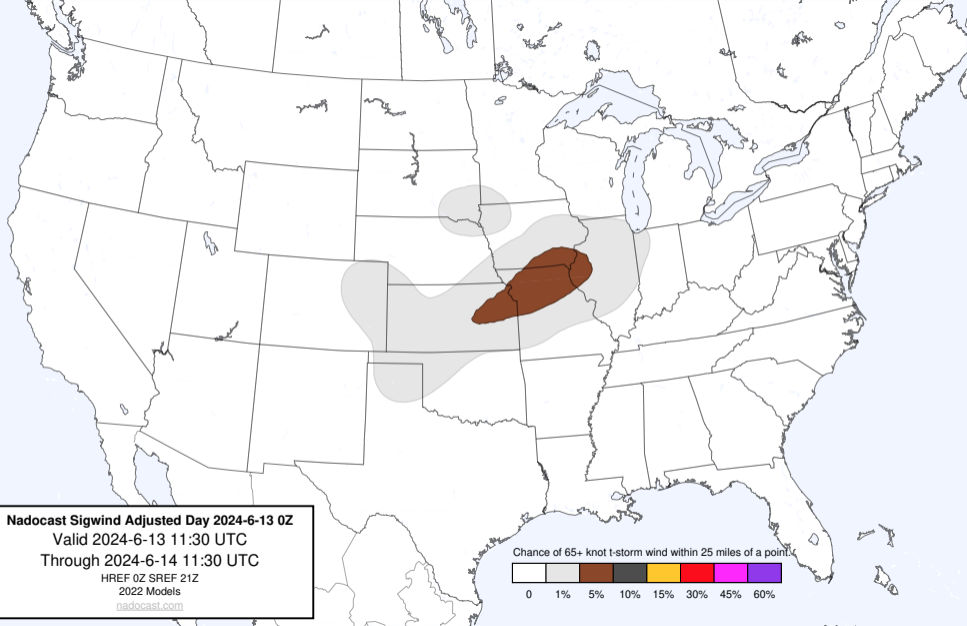 Nadocast Sigwind Adjusted Day 2024-6-13 0Z
Valid 2024-6-13 11:30 UTC
Through 2024-6-14 11:30 UTC
HREF 0Z SREF 21Z
2022 Models
nadocast.com
Chance of 65+ knot t-storm wind within 25 miles of a point.
0 1% 5% 10% 15% 30% 45% 60%